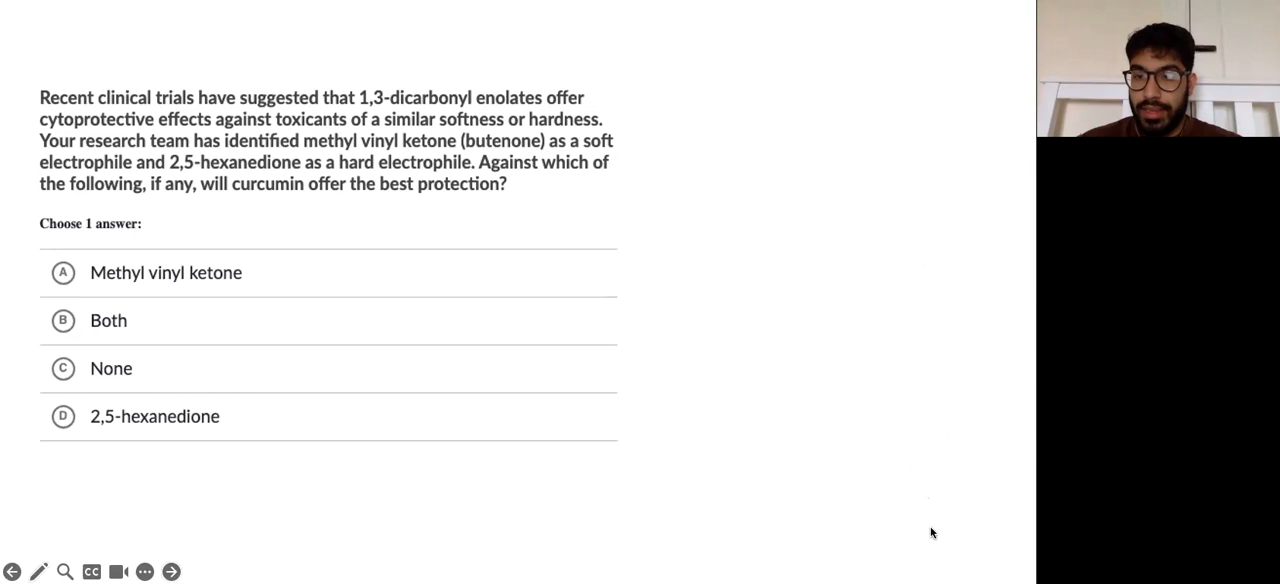 Recent clinical trials have suggested that 1,3-dicarbonyl enolates offer
cytoprotective effects against toxicants of a similar softness or hardness.
Your research team has identified methyl vinyl ketone (butenone) as a soft
electrophile and 2,5-hexanedione as a hard electrophile. Against which of
the following, if any, will curcumin offer the best protection?
Choose 1 answer:
A Methyl vinyl ketone
B Both
C None
D 2,5-hexanedione
CC